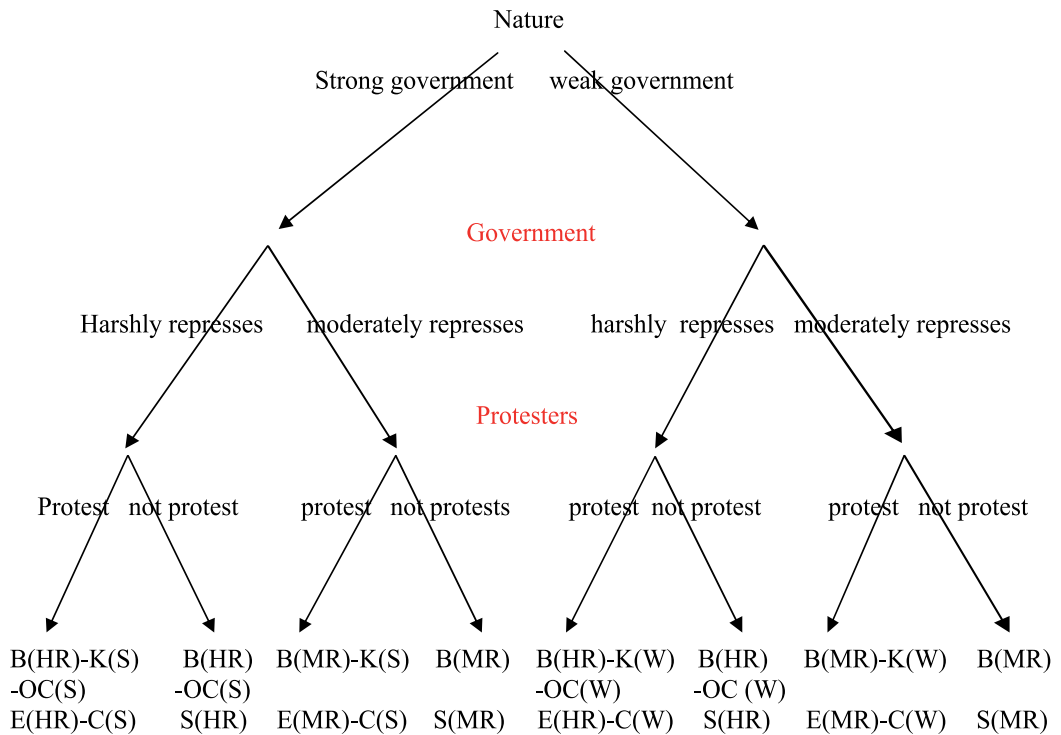 Nature
Strong government weak government
Government
Harshly represses moderately represses harshly represses moderately represses
Protesters
Protest not protest protest not protests protest not protest protest not protest
B(HR)-K(S) B(HR) B(MR)-K(S) B(MR) B(HR)-K(W) B(HR) B(MR)-K(W) B(MR)
-OC(S) -OC(S) -OC(W) -OC (W)
E(HR)-C(S) S(HR) E(MR)-C(S) S(MR) E(HR)-C(W) S(HR) E(MR)-C(W) S(MR)